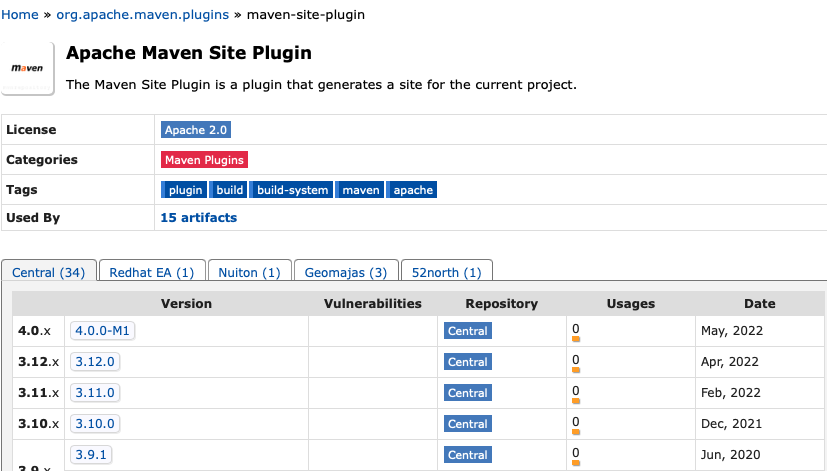 Home » org.apache.maven.plugins » maven-site-plugin
maven
Apache Maven Site Plugin
The Maven Site Plugin is a plugin that generates a site for the current project.
License Apache 2.0
Categories Maven Plugins
Tags plugin build build-system maven apache
Used By 15 artifacts
Central (34) Redhat EA (1) Nuiton (1) Geomajas (3) 52north (1)
Version Vulnerabilities Repository Usages Date
4.0.x 4.0.0-M1 Central 0 May, 2022
3.12.x 3.12.0 Central 0 Apr, 2022
3.11.x 3.11.0 Central 0 Feb, 2022
3.10.x 3.10.0 Central 0 Dec, 2021
3.9.1 Central 0 Jun, 2020
3.9.x